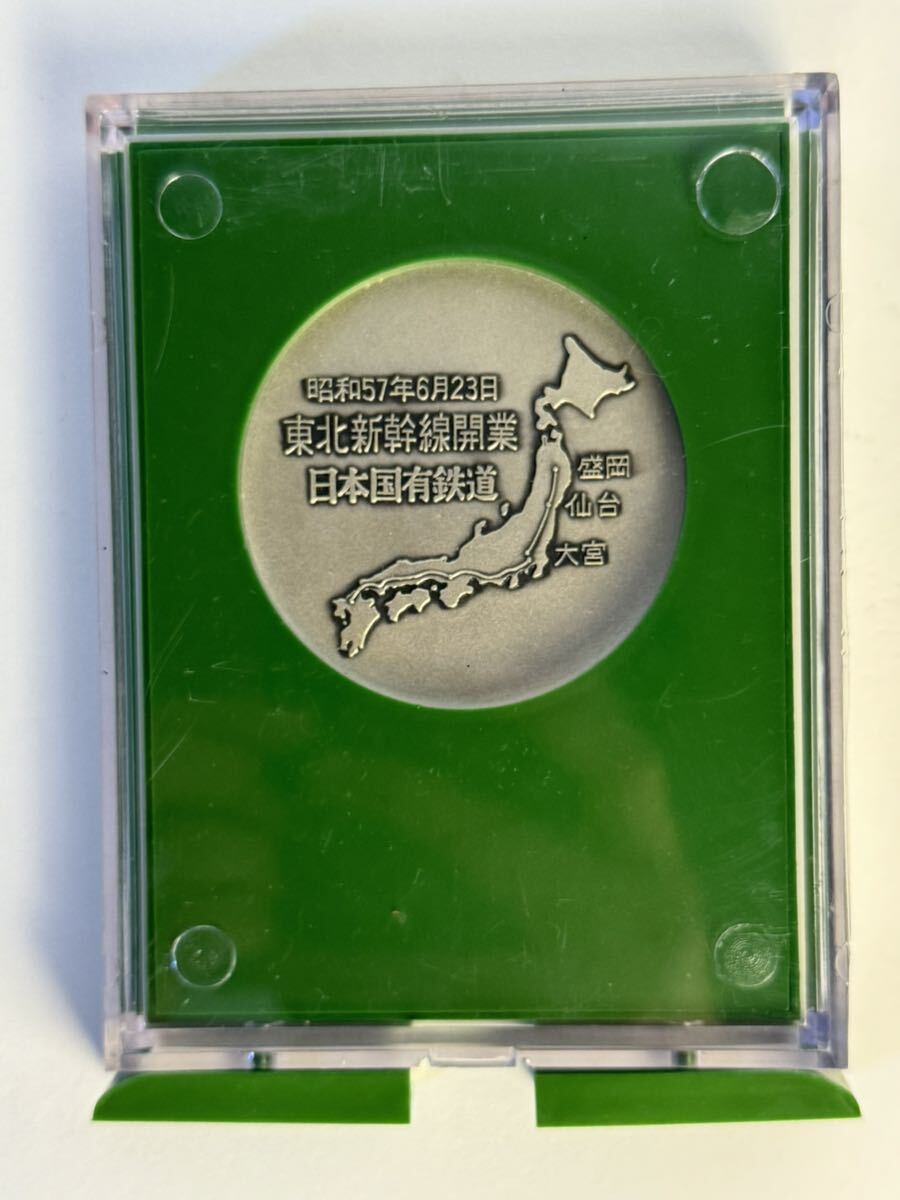 昭和57年6月23日
東北新幹線開業
日本国有鉄道
盛岡
仙台
大宮